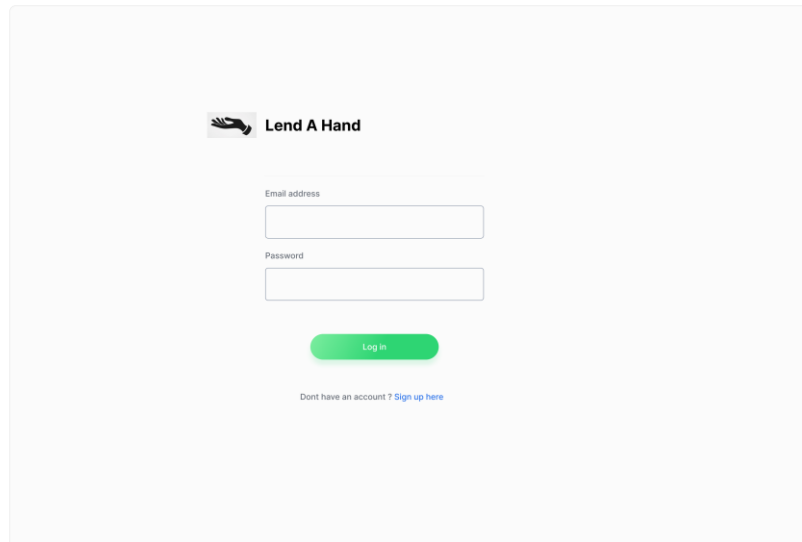 Lend A Hand
Email address
Password
Log in
Dont have an account ? Sign up here